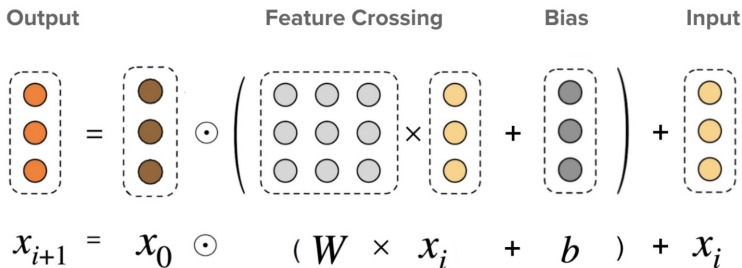 Output Feature Crossing Bias Input
= ⊙ ( × + ) +
x_{i+1} = x_0 ⊙ ( W × x_i + b ) + x_i